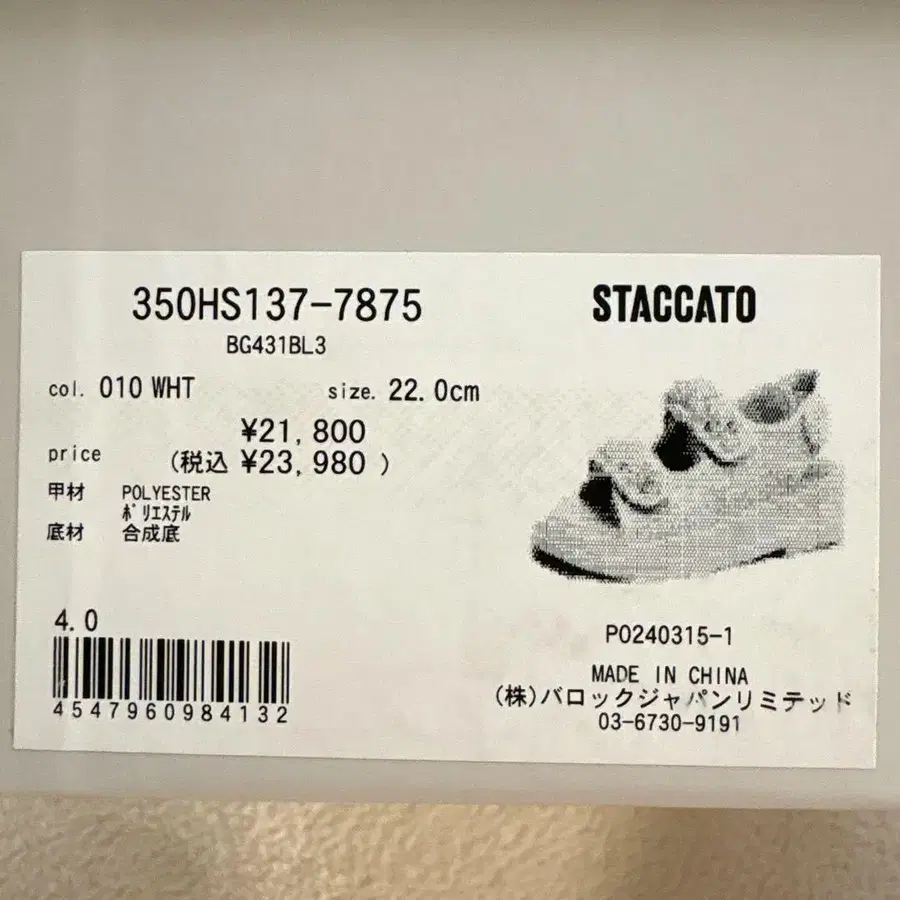 350HS137-7875
BG431BL3
col. 010 WHT size. 22.0cm
¥21,800
price (税込 ¥23,980 )
甲材 POLYESTER
ポリエステル
底材 合成底
4.0
4547960984132
STACCATO
PO240315-1
MADE IN CHINA
(株)バロックジャパンリミテッド
03-6730-9191